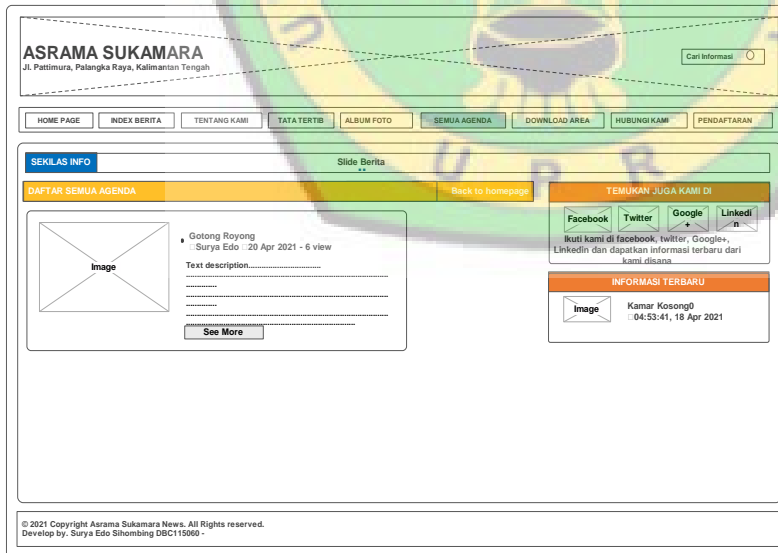 ASRAMA SUKAMARA
Jl. Pattimura, Palangka Raya, Kalimantan Tengah
Cari Informasi
HOME PAGE
INDEX BERITA
TENTANG KAMI
TATA TERTIB
ALBUM FOTO
SEMUA AGENDA
DOWNLOAD AREA
HUBUNGI KAMI
PENDAFTARAN
SEKILAS INFO
Slide Berita
DAFTAR SEMUA AGENDA
Back to homepage
Image
Gotong Royong
Surya Edo 20 Apr 2021 - 6 view
Text description..................................
See More
TEMUKAN JUGA KAMI DI
Facebook
Twitter
Google
+
Linkedi
n
Ikuti kami di facebook, twitter, Google+,
Linkedin dan dapatkan informasi terbaru dari
kami disana
INFORMASI TERBARU
Image
Kamar Kosong0
04:53:41, 18 Apr 2021
© 2021 Copyright Asrama Sukamara News. All Rights reserved.
Develop by. Surya Edo Sihombing DBC115060 -
U P R